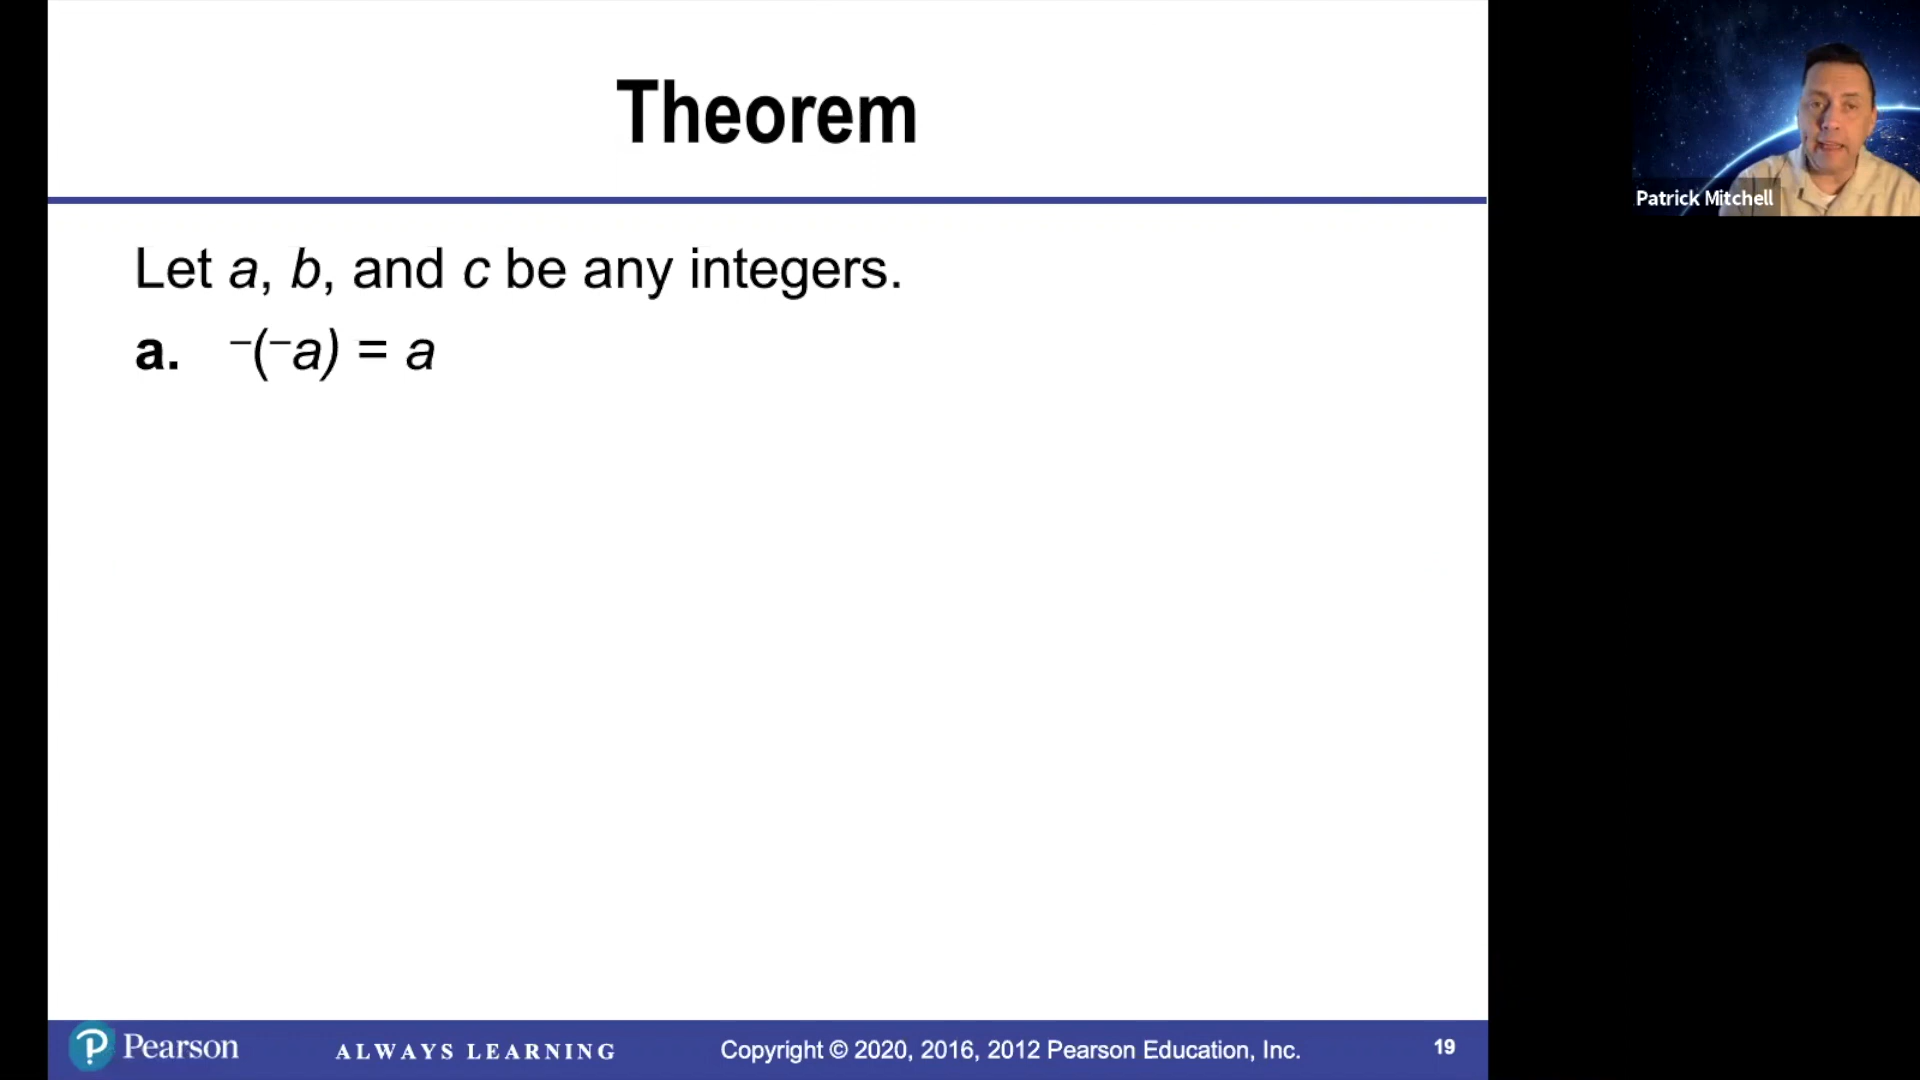 Theorem
Patrick Mitchell
Let a, b, and c be any integers.
a. ⁻(⁻a) = a
Pearson
ALWAYS LEARNING
Copyright © 2020, 2016, 2012 Pearson Education, Inc.
19